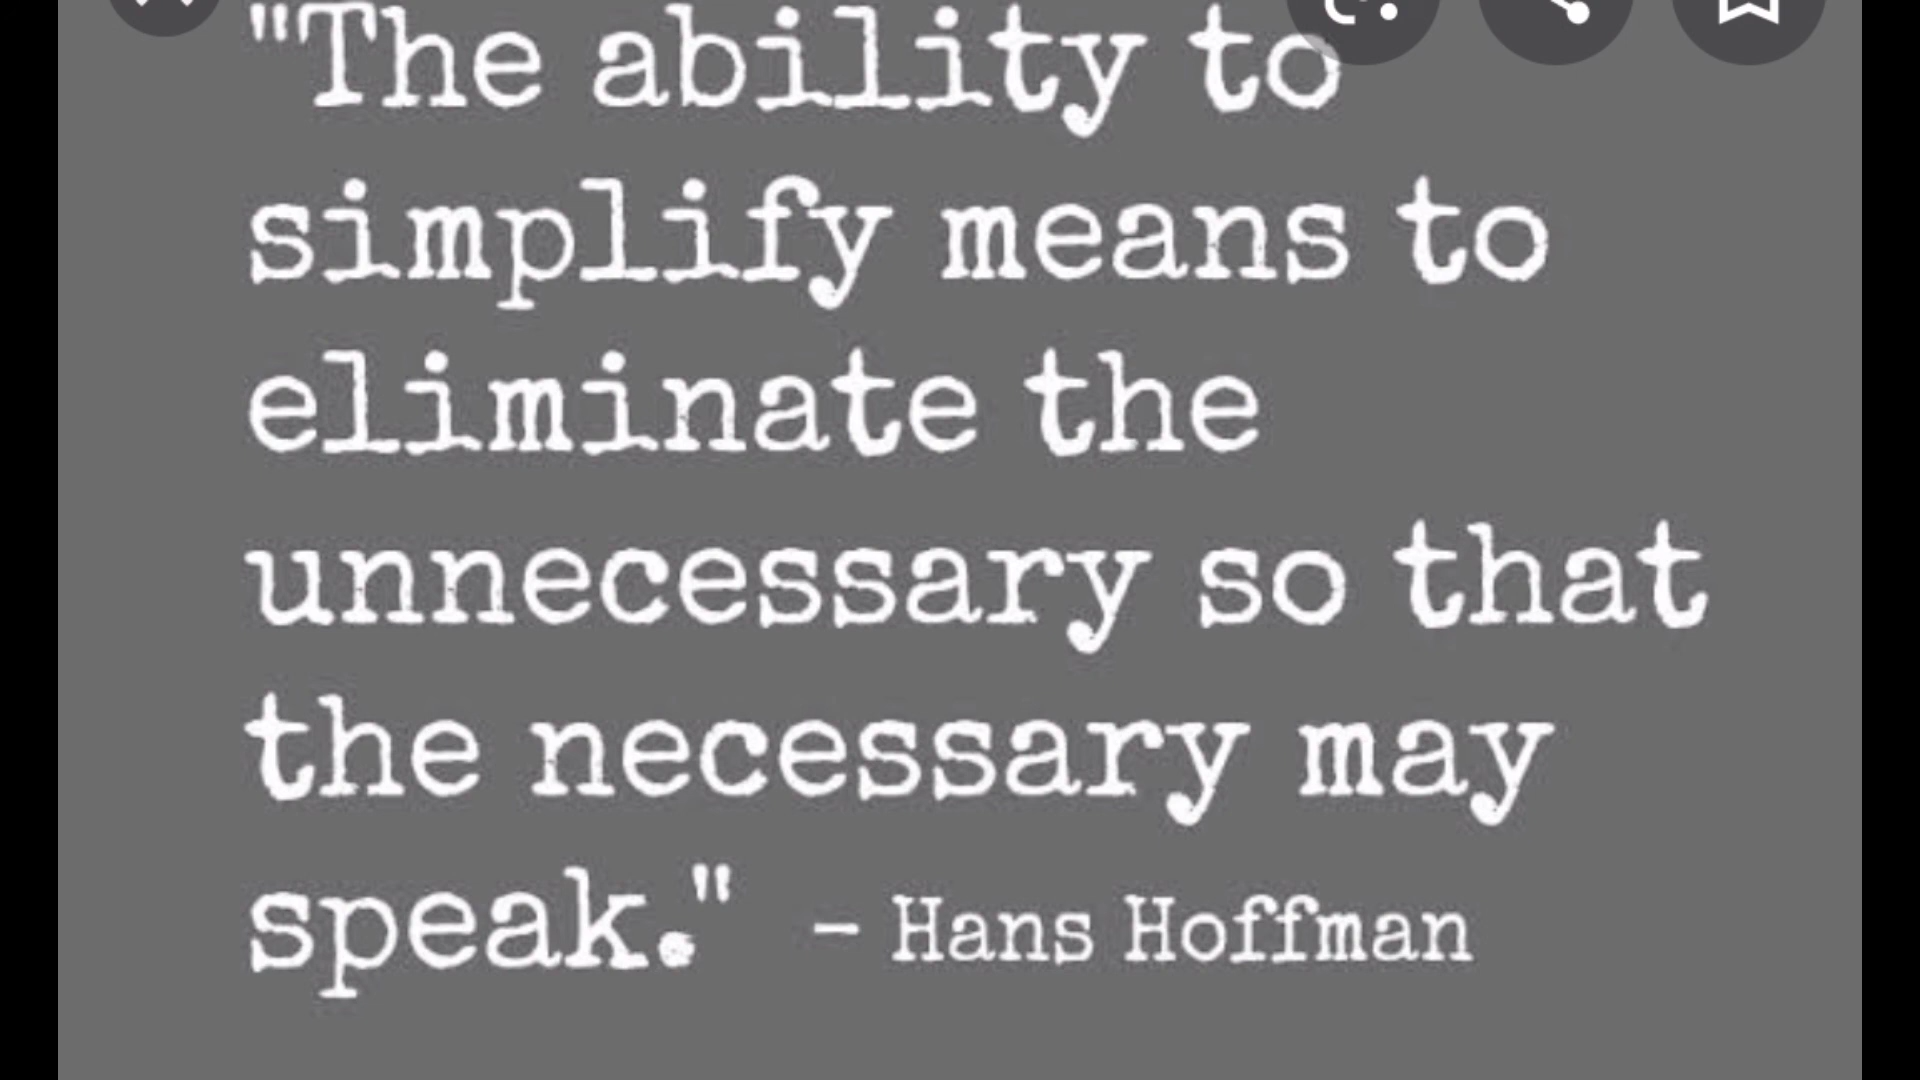 "The ability to
simplify means to
eliminate the
unnecessary so that
the necessary may
speak." - Hans Hoffman